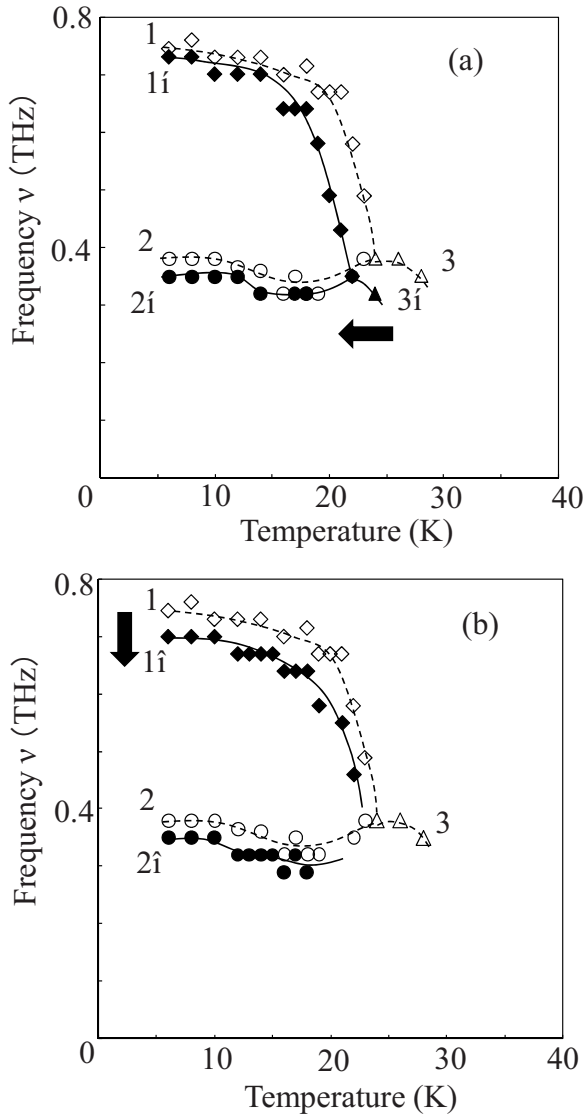 0.8
1
(a)
1í
Frequency ν (THz)
0.4
2
3
2í
3í
0
10
20
30
40
Temperature (K)
0.8
1
(b)
1î
Frequency ν (THz)
0.4
2
3
2î
0
10
20
30
40
Temperature (K)